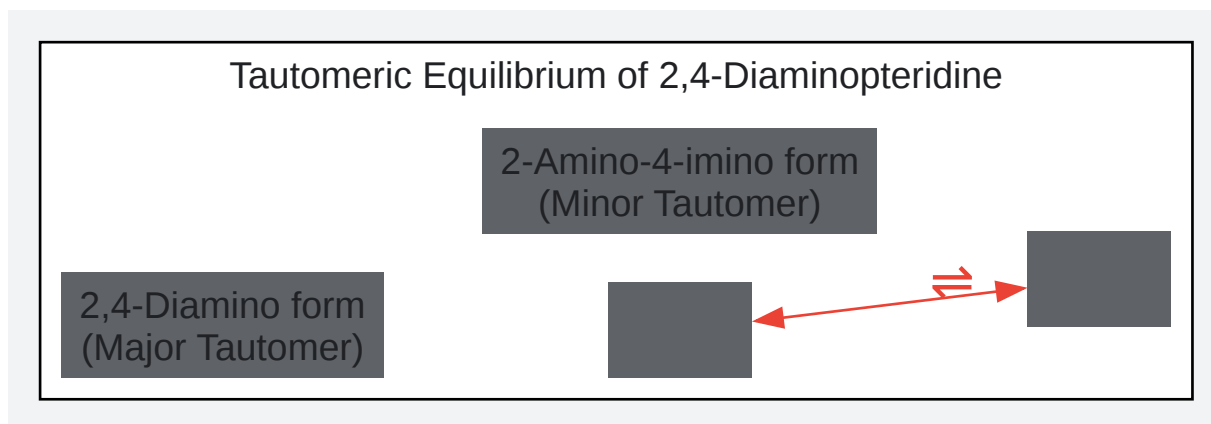 Tautomeric Equilibrium of 2,4-Diaminopteridine
2-Amino-4-imino form
(Minor Tautomer)
⇌
2,4-Diamino form
(Major Tautomer)